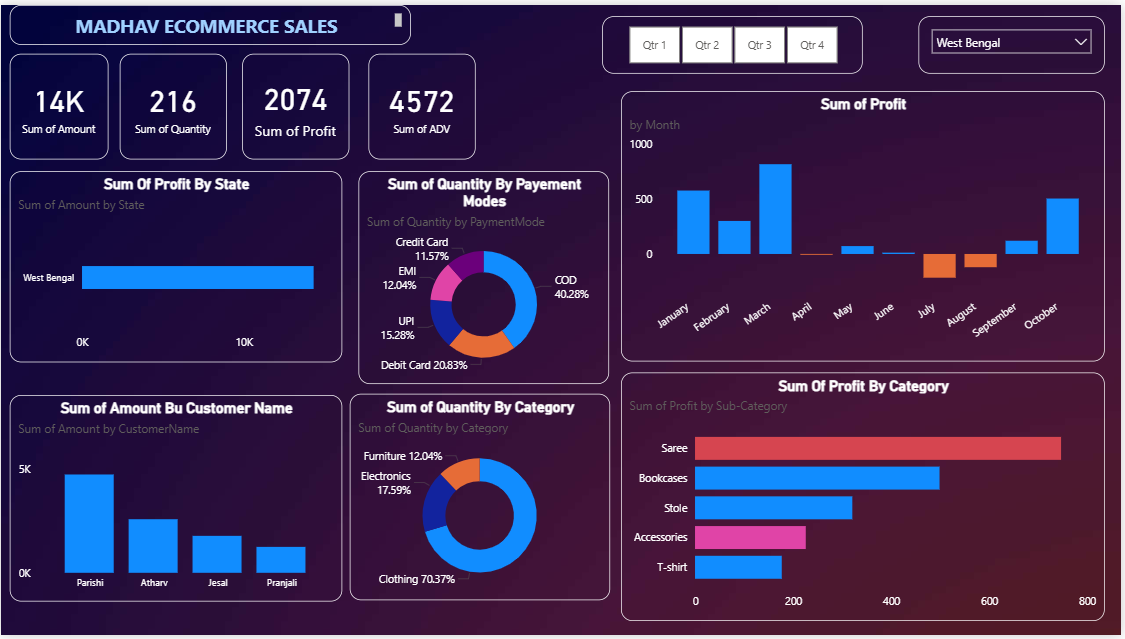 MADHAV ECOMMERCE SALES
Qtr 1
Qtr 2
Qtr 3
Qtr 4
West Bengal
14K
Sum of Amount
216
Sum of Quantity
2074
Sum of Profit
4572
Sum of ADV
Sum of Profit
by Month
1000
500
0
January
February
March
April
May
June
July
August
September
October
Sum Of Profit By State
Sum of Amount by State
West Bengal
0K
10K
Sum of Quantity By Payement
Modes
Sum of Quantity by PaymentMode
Credit Card
11.57%
EMI
12.04%
UPI
15.28%
Debit Card 20.83%
COD
40.28%
Sum of Amount Bu Customer Name
Sum of Amount by CustomerName
5K
0K
Parishi
Atharv
Jesal
Pranjali
Sum of Quantity By Category
Sum of Quantity by Category
Furniture 12.04%
Electronics
17.59%
Clothing 70.37%
Sum Of Profit By Category
Sum of Profit by Sub-Category
Saree
Bookcases
Stole
Accessories
T-shirt
0
200
400
600
800